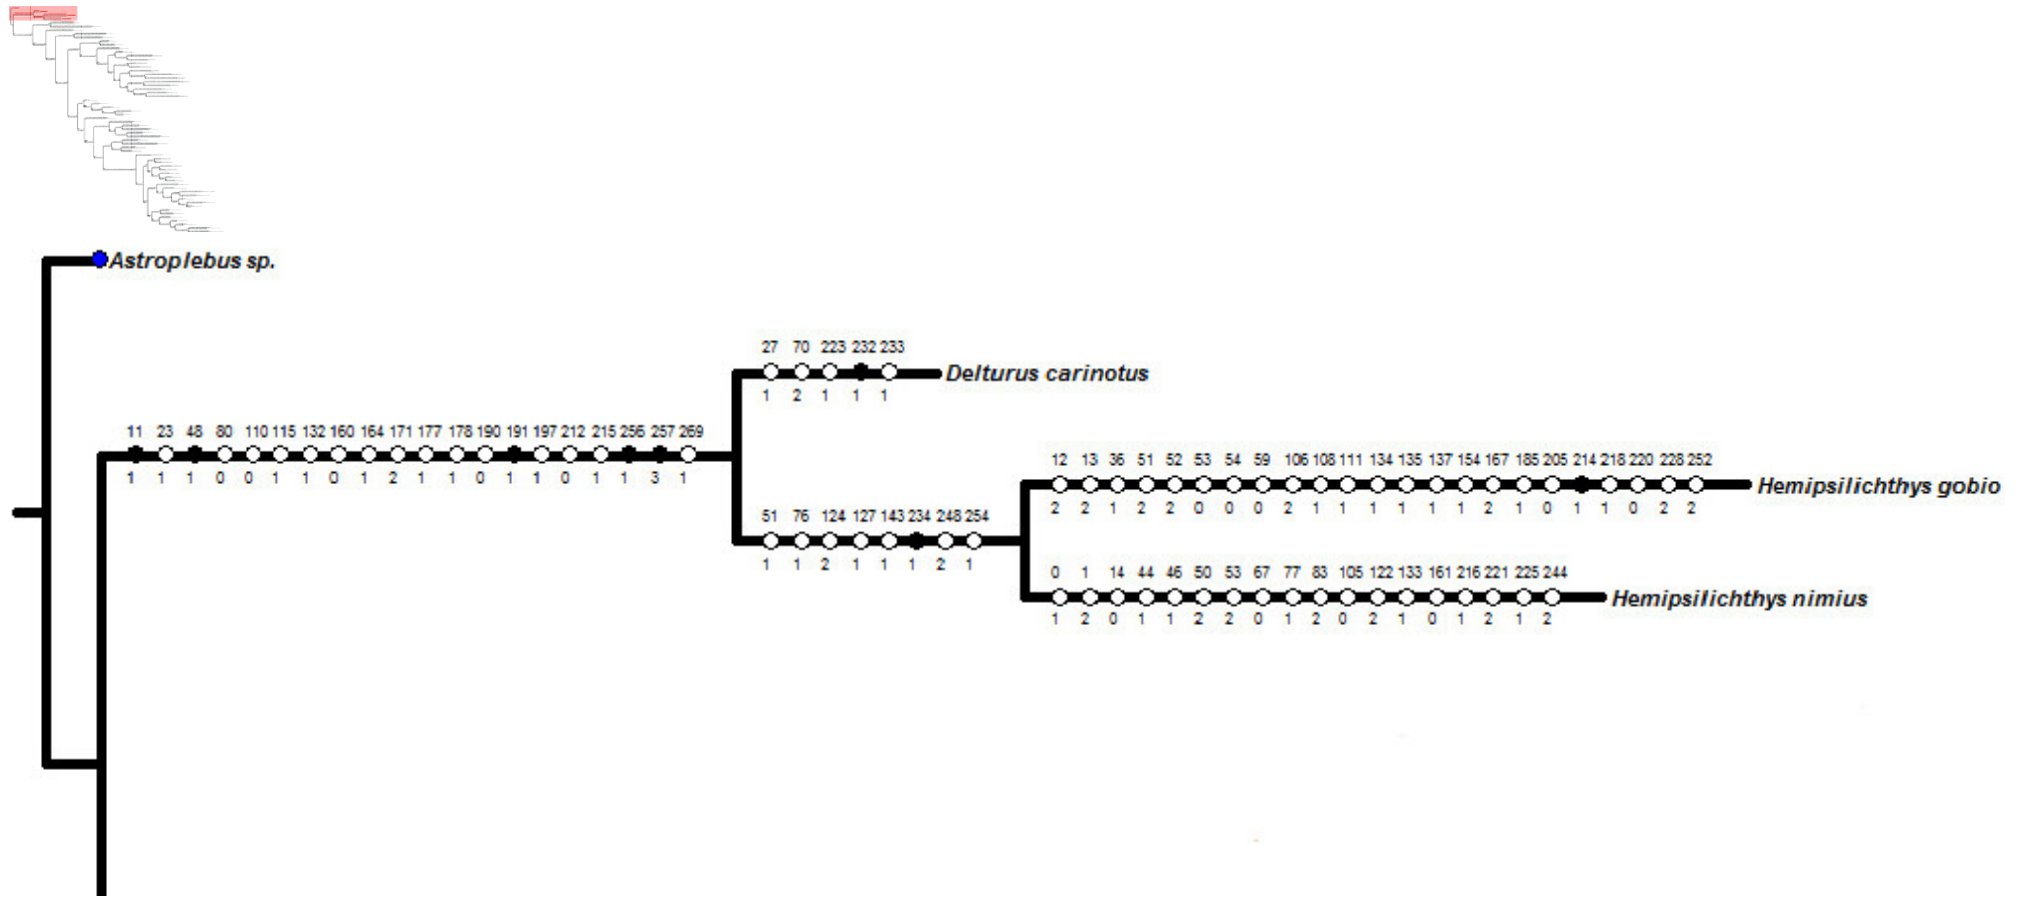 Astroplebus sp.
27 70 223 232 233
Delturus carinotus
1 2 1 1 1
11 23 48 80 110 115 132 160 164 171 177 178 190 191 197 212 215 256 257 269
1 1 1 0 0 1 1 0 1 2 1 1 0 1 1 0 1 1 3 1
12 13 36 51 52 53 54 59 106 108 111 134 135 137 154 167 185 205 214 218 220 228 252
Hemipsilichthys gobio
2 2 1 2 2 0 0 0 2 1 1 1 1 1 1 2 1 0 1 1 0 2 2
51 76 124 127 143 234 248 254
1 1 2 1 1 1 2 1
0 1 14 44 46 50 53 67 77 83 105 122 133 161 216 221 225 244
Hemipsilichthys nimius
1 2 0 1 1 2 2 0 1 2 0 2 1 0 1 2 1 2